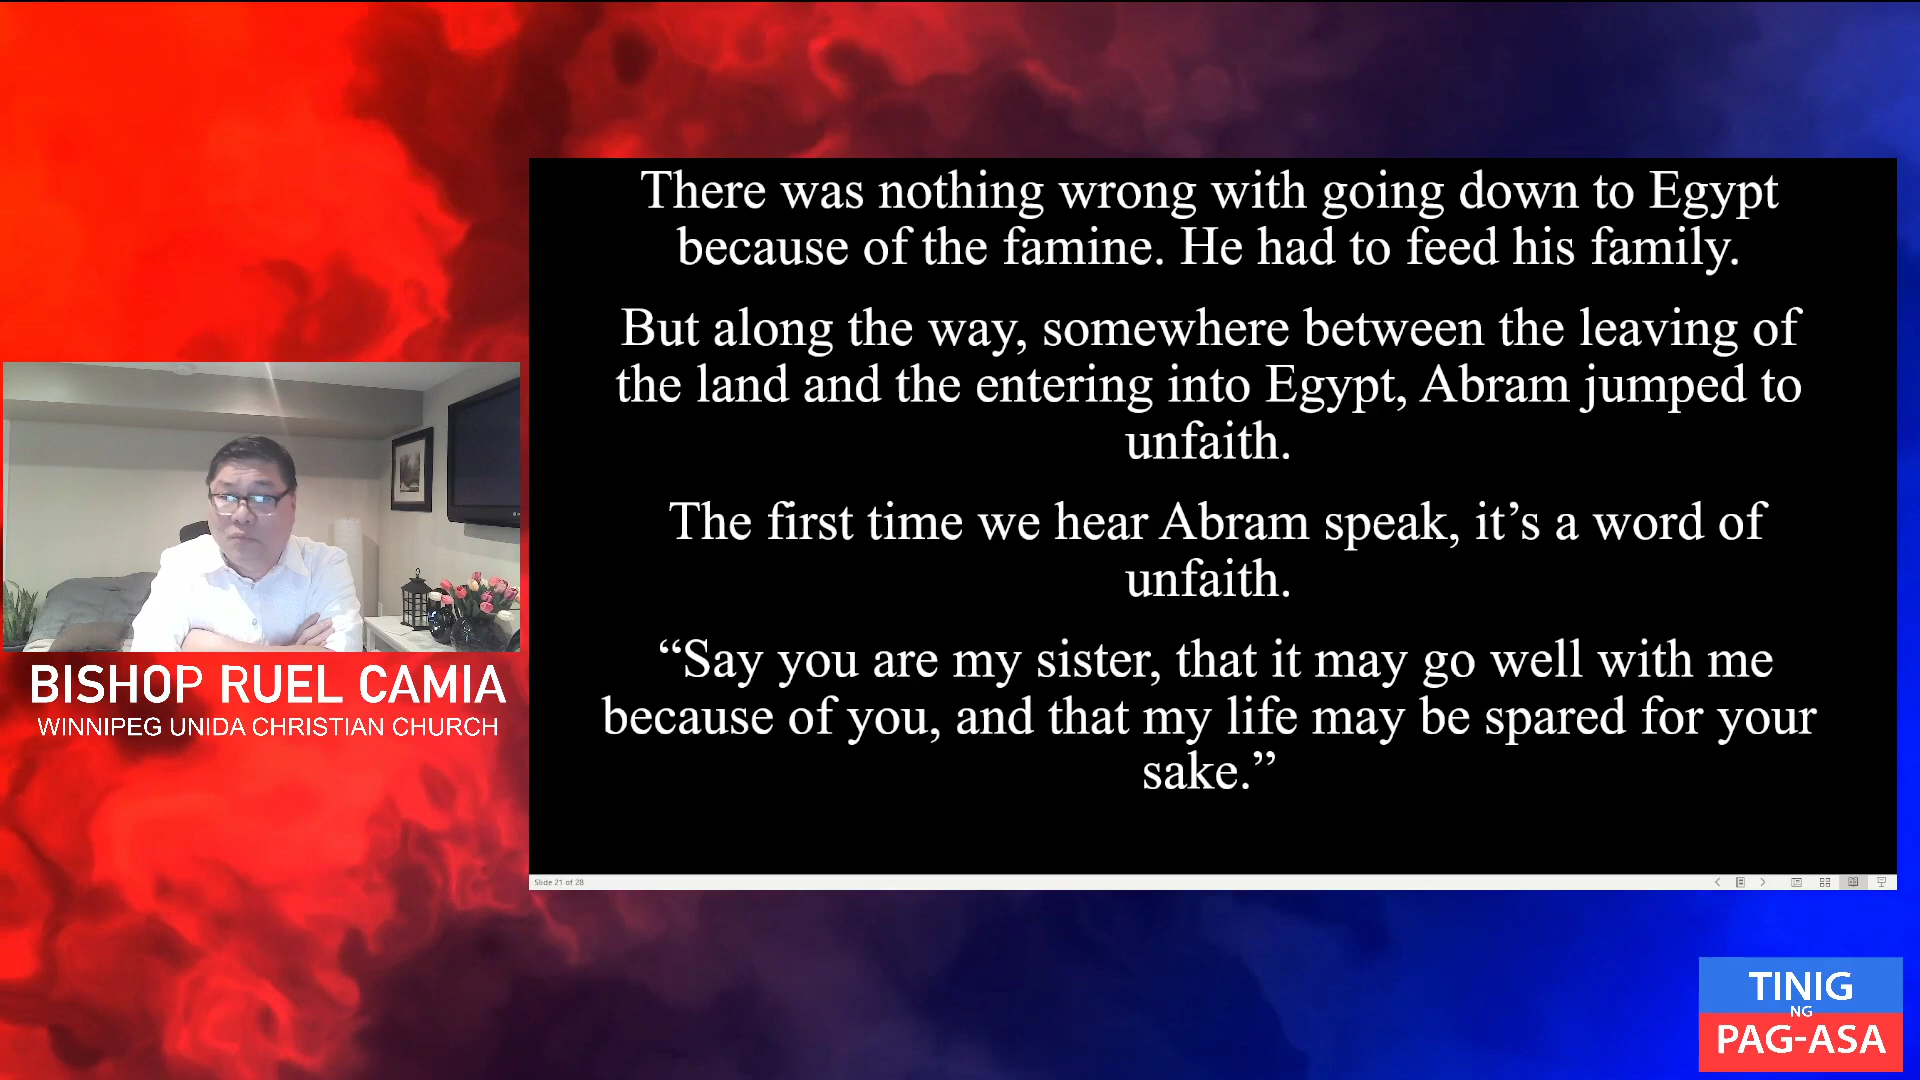 There was nothing wrong with going down to Egypt
because of the famine. He had to feed his family.
But along the way, somewhere between the leaving of
the land and the entering into Egypt, Abram jumped to
unfaith.
The first time we hear Abram speak, it’s a word of
unfaith.
“Say you are my sister, that it may go well with me
because of you, and that my life may be spared for your
sake.”
Slide 21 of 28
BISHOP RUEL CAMIA
WINNIPEG UNIDA CHRISTIAN CHURCH
TINIG
NG
PAG-ASA